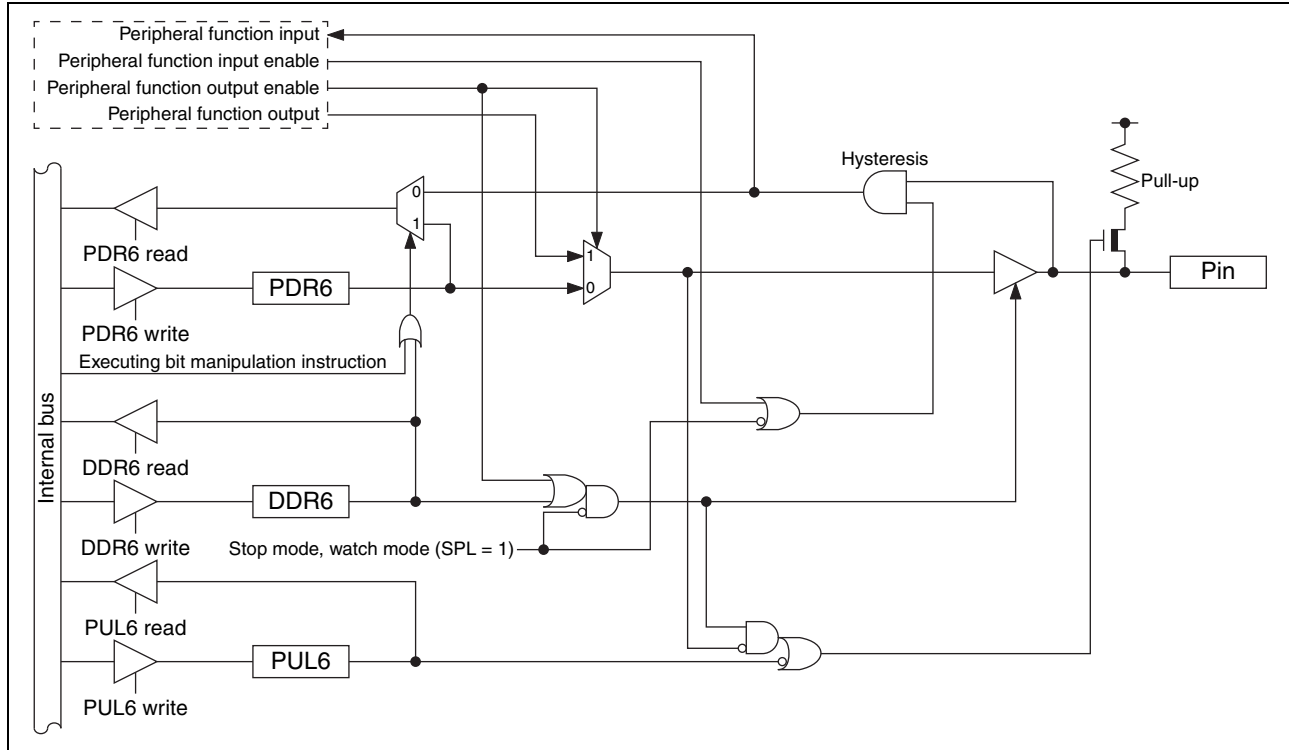 Peripheral function input
Peripheral function input enable
Peripheral function output enable
Peripheral function output
Hysteresis
Pull-up
0
1
PDR6 read
1
0
PDR6
Pin
PDR6 write
Executing bit manipulation instruction
Internal bus
DDR6 read
DDR6
DDR6 write
Stop mode, watch mode (SPL = 1)
PUL6 read
PUL6
PUL6 write